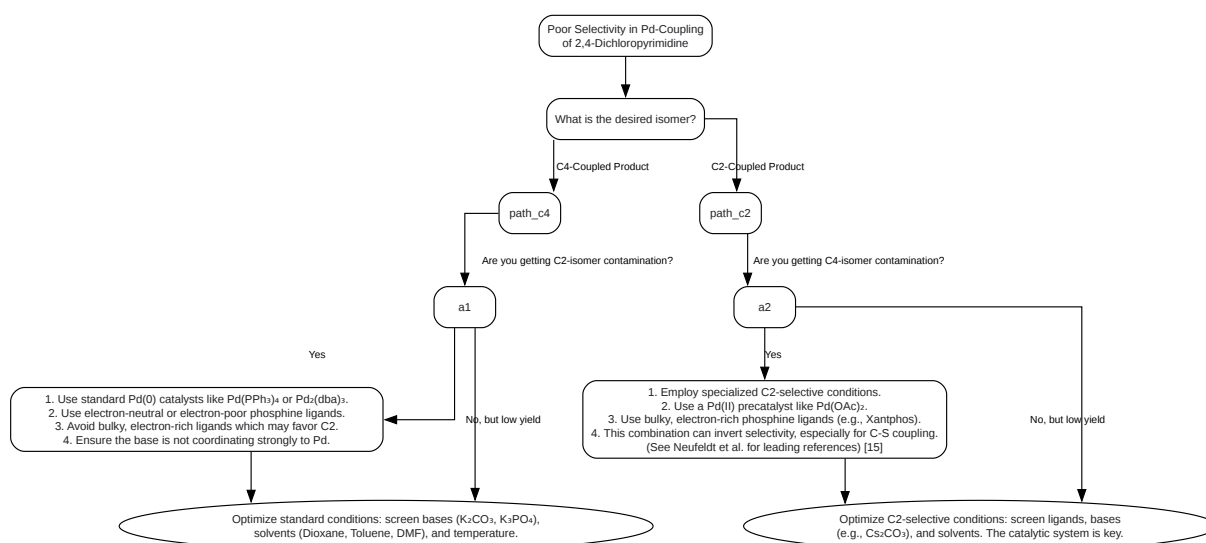 Poor Selectivity in Pd-Coupling
of 2,4-Dichloropyrimidine
What is the desired isomer?
C4-Coupled Product
C2-Coupled Product
path_c4
path_c2
Are you getting C2-isomer contamination?
Are you getting C4-isomer contamination?
a1
a2
Yes
Yes
1. Use standard Pd(0) catalysts like Pd(PPh₃)₄ or Pd₂(dba)₃.
2. Use electron-neutral or electron-poor phosphine ligands.
3. Avoid bulky, electron-rich ligands which may favor C2.
4. Ensure the base is not coordinating strongly to Pd.
No, but low yield
1. Employ specialized C2-selective conditions.
2. Use a Pd(II) precatalyst like Pd(OAc)₂.
3. Use bulky, electron-rich phosphine ligands (e.g., Xantphos).
4. This combination can invert selectivity, especially for C-S coupling.
(See Neufeldt et al. for leading references) [15]
No, but low yield
Optimize standard conditions: screen bases (K₂CO₃, K₃PO₄),
solvents (Dioxane, Toluene, DMF), and temperature.
Optimize C2-selective conditions: screen ligands, bases
(e.g., Cs₂CO₃), and solvents. The catalytic system is key.